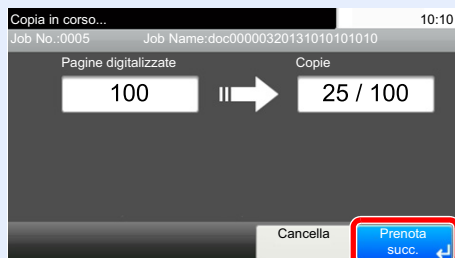 Copia in corso...
10:10
Job No.:0005
Job Name:doc00000320131010101010
Pagine digitalizzate
Copie
100
25 / 100
Cancella
Prenota
succ.